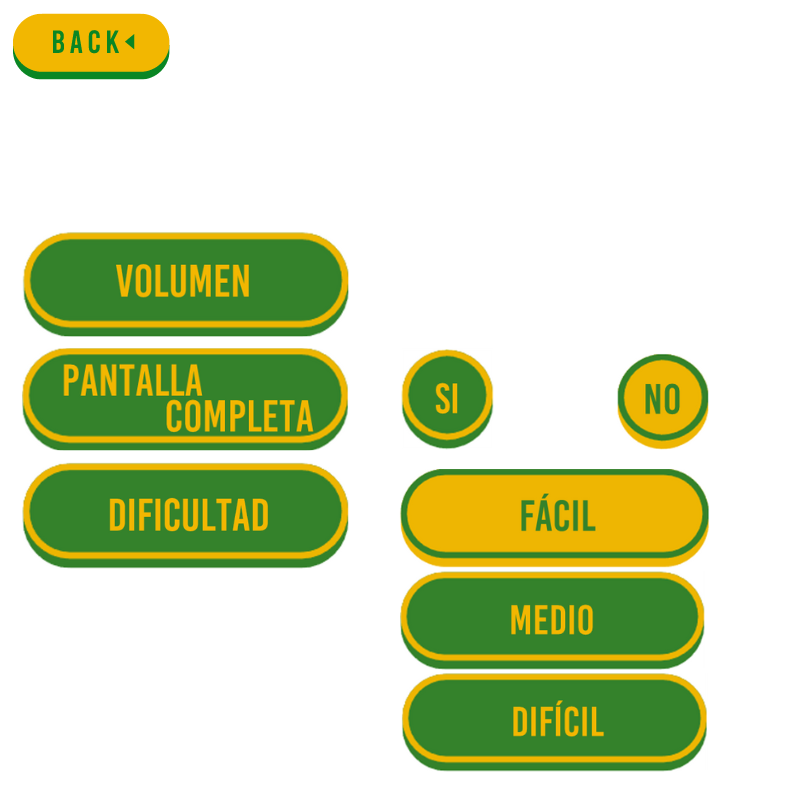 BACK
VOLUMEN
PANTALLA
COMPLETA
SI
NO
DIFICULTAD
FÁCIL
MEDIO
DIFÍCIL